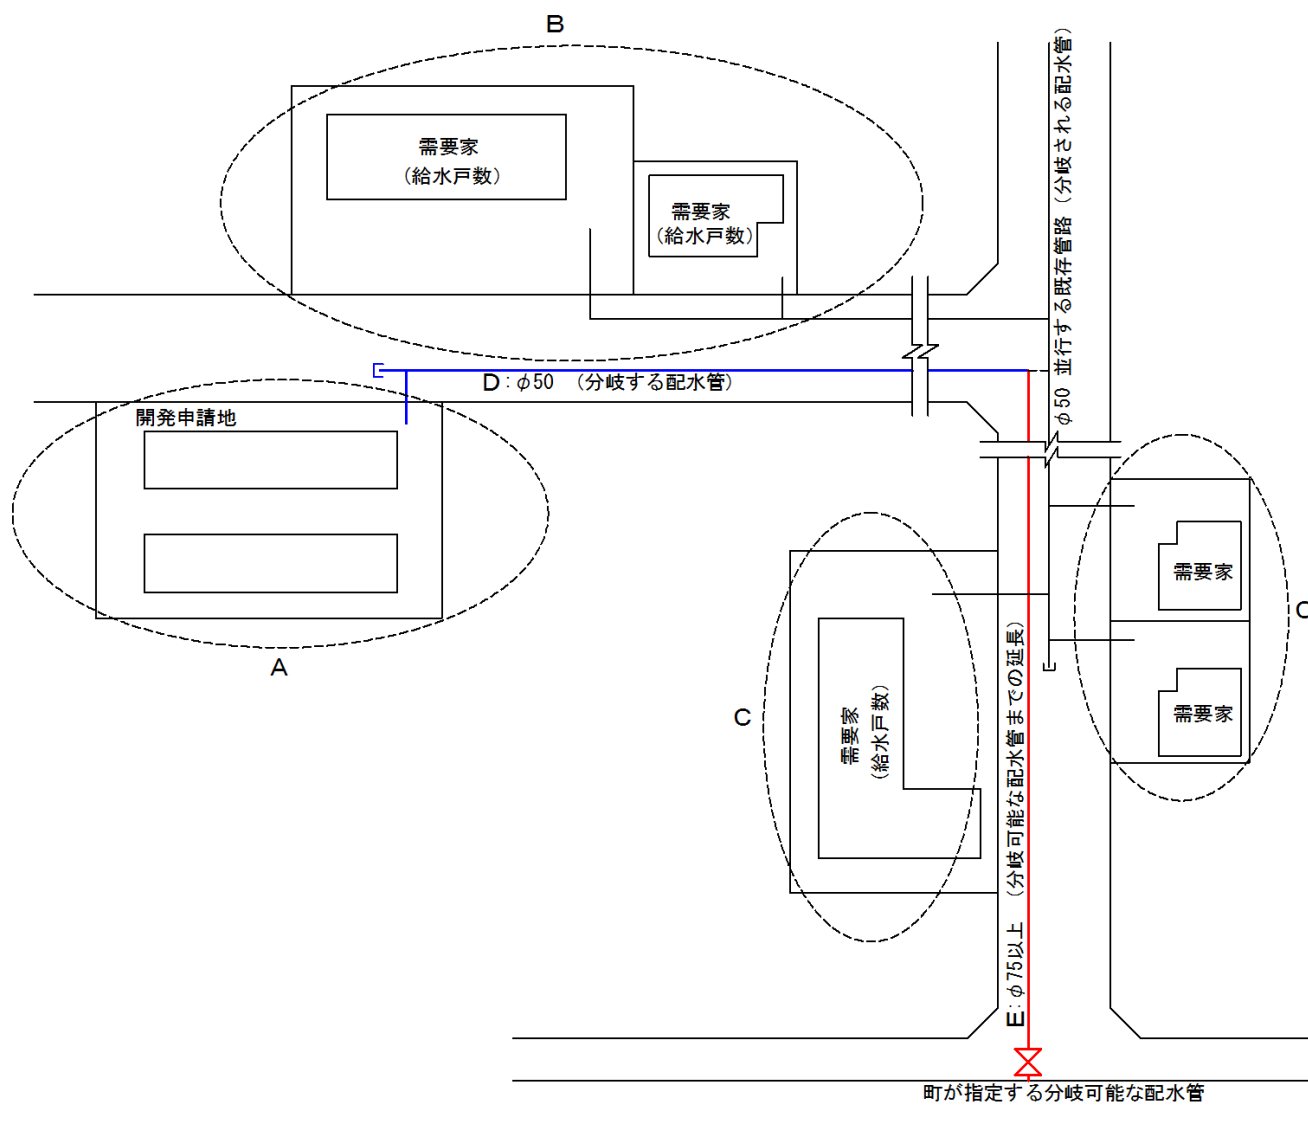 B
需要家
(給水戸数)
需要家
(給水戸数)
φ50 並行する既存管路 (分岐される配水管)
D:φ50 (分岐する配水管)
開発申請地
A
需要家
C
需要家
C
需要家
(給水戸数)
E:φ75以上 (分岐可能な配水管までの延長)
町が指定する分岐可能な配水管